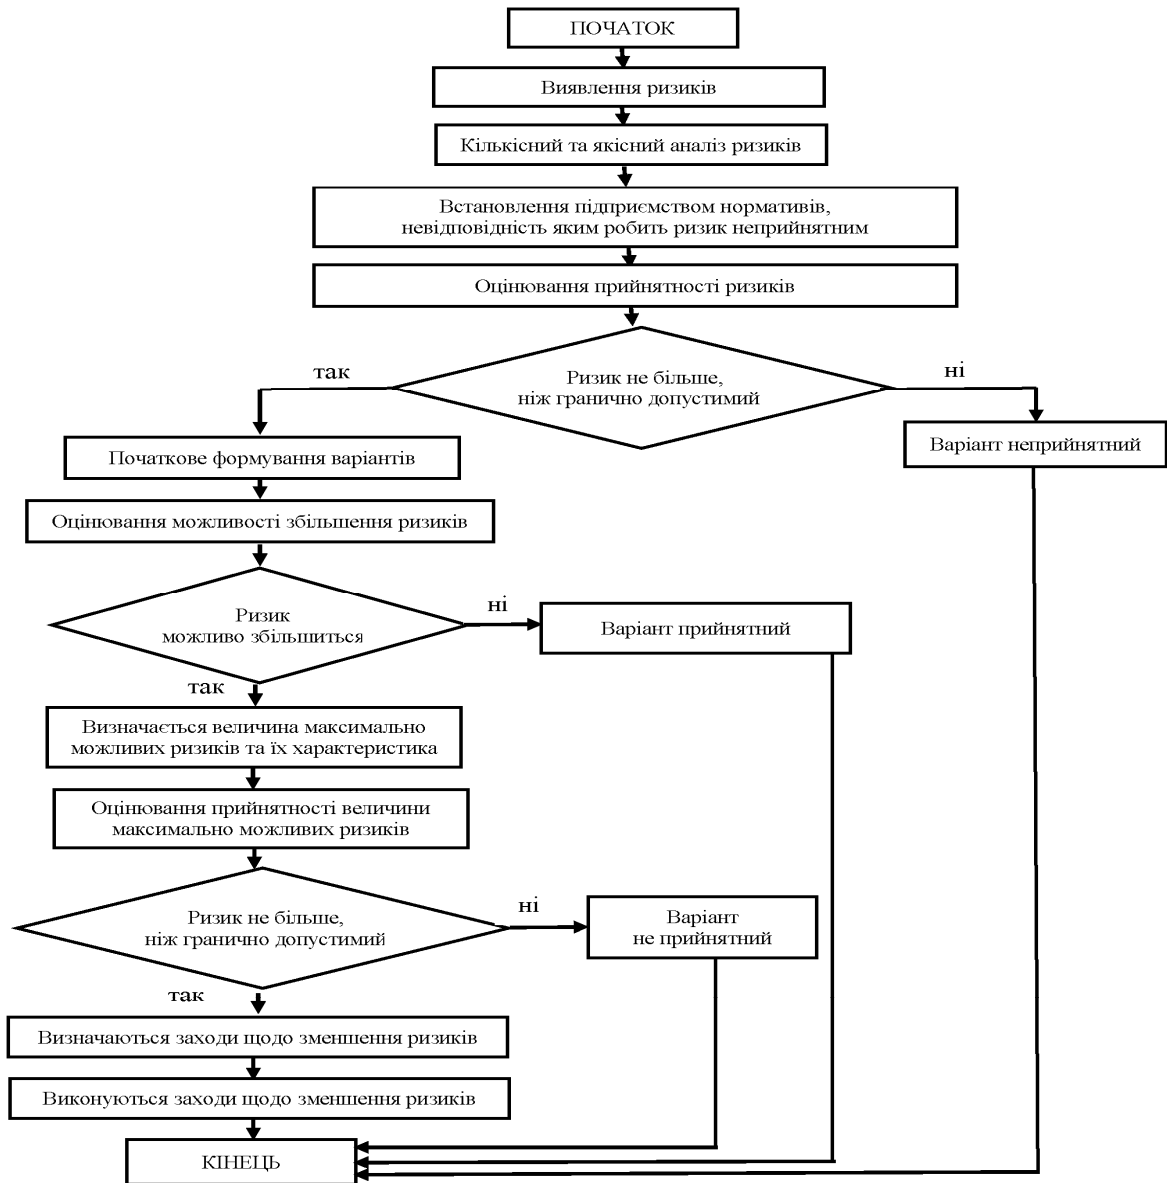 ПОЧАТОК
Виявлення ризиків
Кількісний та якісний аналіз ризиків
Встановлення підприємством нормативів,
невідповідність яким робить ризик неприйнятним
Оцінювання прийнятності ризиків
Ризик не більше,
ніж гранично допустимий
так
ні
Початкове формування варіантів
Варіант неприйнятний
Оцінювання можливості збільшення ризиків
Ризик
можливо збільшиться
ні
Варіант прийнятний
так
Визначається величина максимально
можливих ризиків та їх характеристика
Оцінювання прийнятності величини
максимально можливих ризиків
Ризик не більше,
ніж гранично допустимий
ні
Варіант
не прийнятний
так
Визначаються заходи щодо зменшення ризиків
Виконуються заходи щодо зменшення ризиків
КІНЕЦЬ